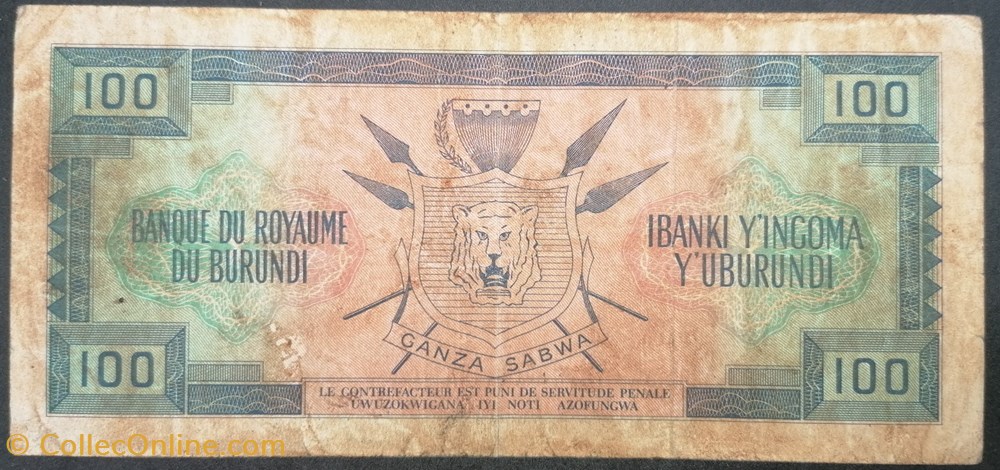 100
100
BANQUE DU ROYAUME
DU BURUNDI
IBANKI Y'INGOMA
Y'UBURUNDI
GANZA SABWA
100
100
LE CONTREFACTEUR EST PUNI DE SERVITUDE PENALE
UWUZOKWIGANA IYI NOTI AZOFUNGWA
© CollecOnline.com